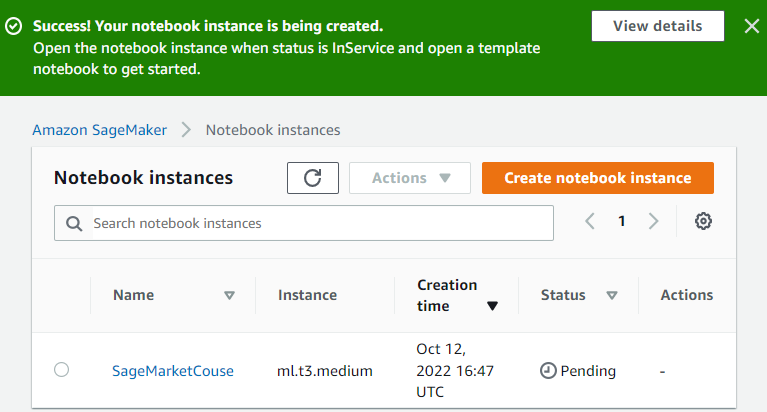 Success! Your notebook instance is being created.
View details
Open the notebook instance when status is InService and open a template
notebook to get started.
Amazon SageMaker > Notebook instances
Notebook instances
Actions
Create notebook instance
Search notebook instances
1
Name
Instance
Creation
time
Status
Actions
SageMarketCouse
ml.t3.medium
Oct 12,
2022 16:47
UTC
Pending
-